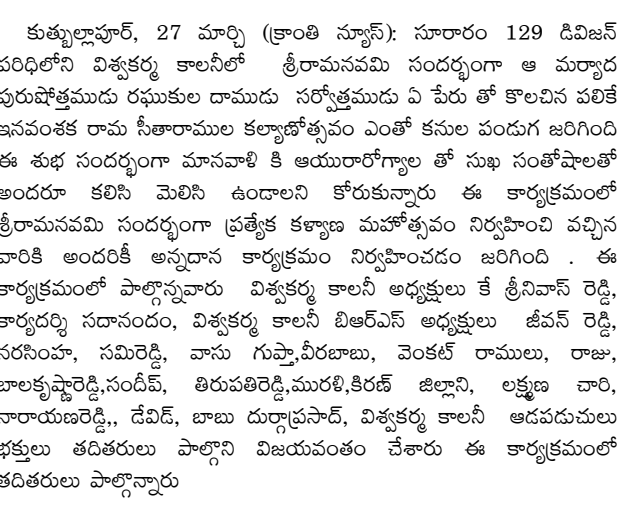 కుత్బుల్లాపూర్, 27 మార్చి (క్రాంతి న్యూస్): సూరారం 129 డివిజన్
పరిధిలోని విశ్వకర్మ కాలనీలో శ్రీరామనవమి సందర్భంగా ఆ మర్యాద
పురుషోత్తముడు రఘుకుల దాముడు సర్వోత్తముడు ఏ పేరు తో కొలచిన పలికే
ఇనవంశక రామ సీతారాముల కల్యాణోత్సవం ఎంతో కనుల పండుగ జరిగింది
ఈ శుభ సందర్భంగా మానవాళి కి ఆయురారోగ్యాల తో సుఖ సంతోషాలతో
అందరూ కలిసి మెలిసి ఉండాలని కోరుకున్నారు ఈ కార్యక్రమంలో
శ్రీరామనవమి సందర్భంగా ప్రత్యేక కళ్యాణ మహోత్సవం నిర్వహించి వచ్చిన
వారికి అందరికీ అన్నదాన కార్యక్రమం నిర్వహించడం జరిగింది . ఈ
కార్యక్రమంలో పాల్గొన్నవారు విశ్వకర్మ కాలనీ అధ్యక్షులు కే శ్రీనివాస్ రెడ్డి,
కార్యదర్శి సదానందం, విశ్వకర్మ కాలనీ బిఆర్ఎస్ అధ్యక్షులు జీవన్ రెడ్డి,
నరసింహ, సమిరెడ్డి, వాసు గుప్తా,వీరబాబు, వెంకట్ రాములు, రాజు,
బాలకృష్ణారెడ్డి,సందీప్, తిరుపతిరెడ్డి,మురళి,కిరణ్ జిల్లాని, లక్ష్మణ చారి,
నారాయణరెడ్డి,, డేవిడ్, బాబు దుర్గాప్రసాద్, విశ్వకర్మ కాలనీ ఆడపడుచులు
భక్తులు తదితరులు పాల్గొని విజయవంతం చేశారు ఈ కార్యక్రమంలో
తదితరులు పాల్గొన్నారు